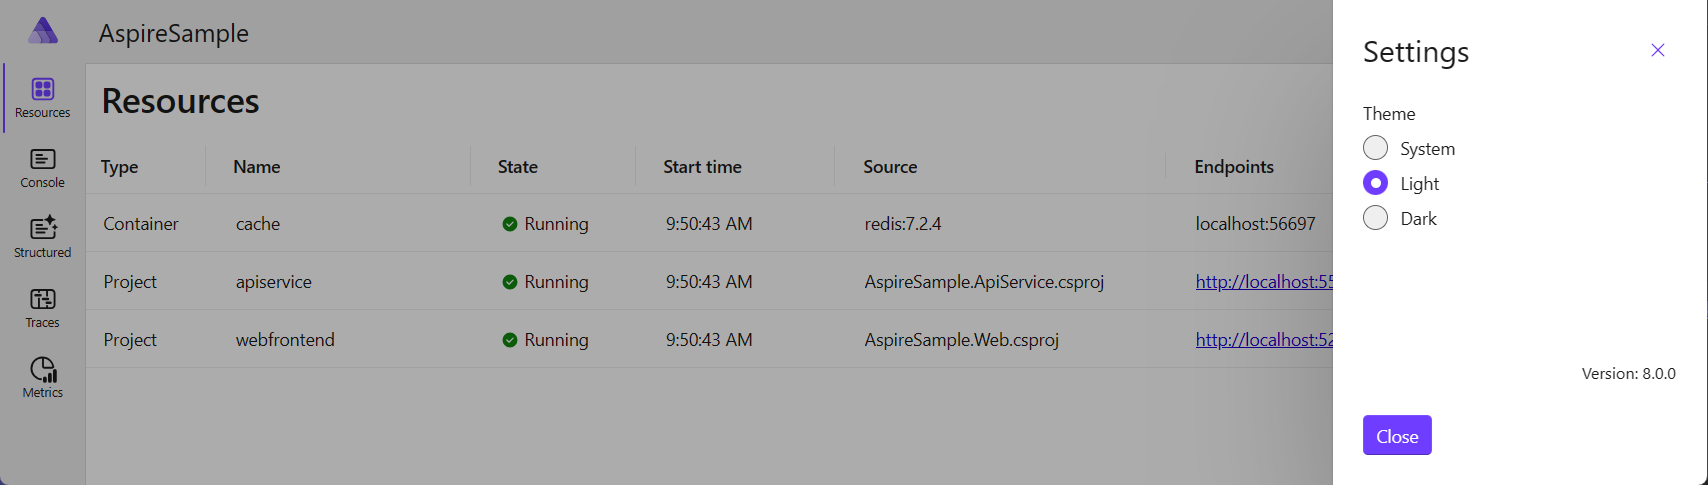 AspireSample
Resources
Console
Structured
Traces
Metrics
Resources
Type Name State Start time Source Endpoints
Container cache Running 9:50:43 AM redis:7.2.4 localhost:56697
Project apiservice Running 9:50:43 AM AspireSample.ApiService.csproj http://localhost:55
Project webfrontend Running 9:50:43 AM AspireSample.Web.csproj http://localhost:52
Settings
Theme
System
Light
Dark
Version: 8.0.0
Close